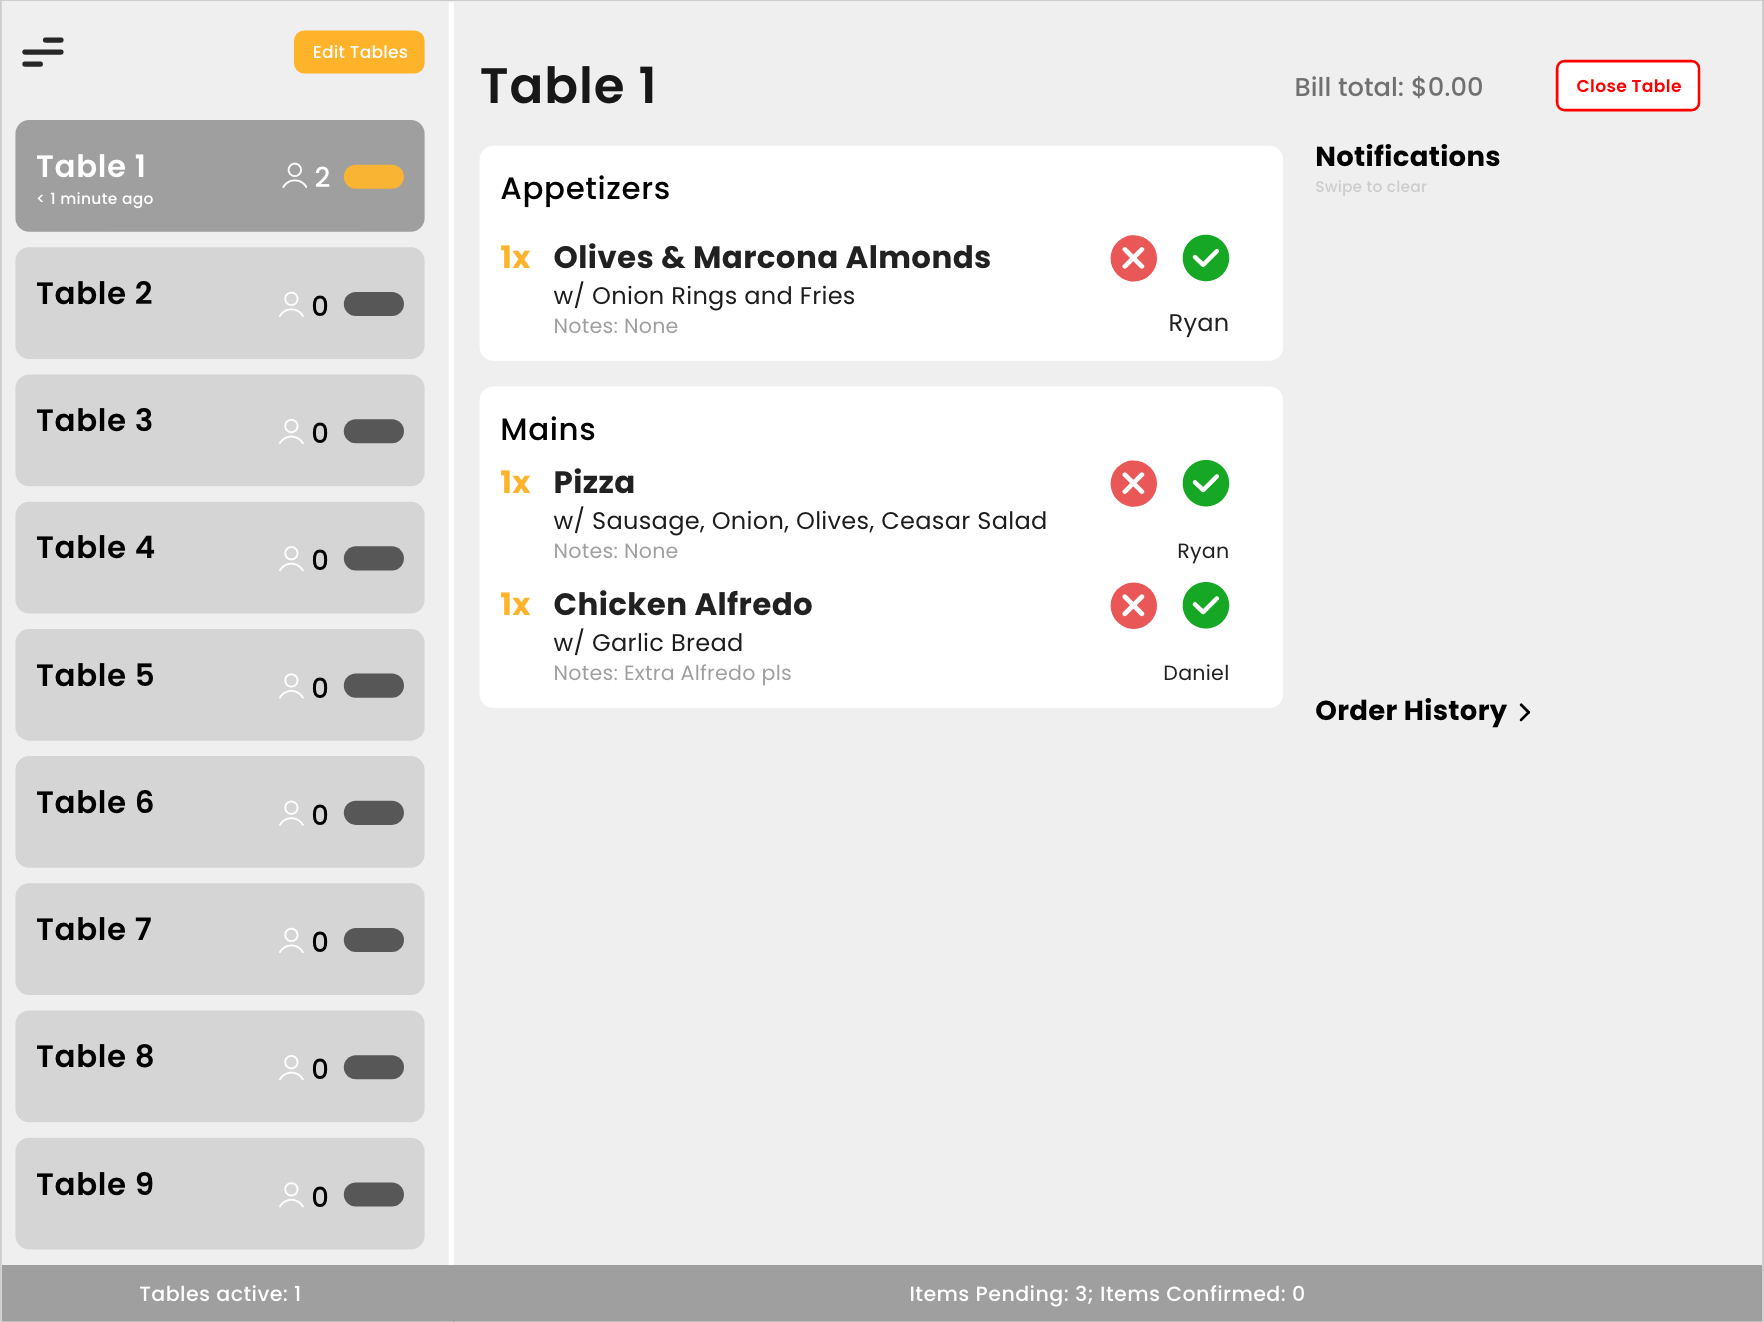 Edit Tables
Table 1
< 1 minute ago
2
Table 2
0
Table 3
0
Table 4
0
Table 5
0
Table 6
0
Table 7
0
Table 8
0
Table 9
0
Tables active: 1
Table 1
Bill total: $0.00
Close Table
Appetizers
1x Olives & Marcona Almonds
w/ Onion Rings and Fries
Notes: None
Ryan
Mains
1x Pizza
w/ Sausage, Onion, Olives, Ceasar Salad
Notes: None
Ryan
1x Chicken Alfredo
w/ Garlic Bread
Notes: Extra Alfredo pls
Daniel
Notifications
Swipe to clear
Order History
Items Pending: 3; Items Confirmed: 0